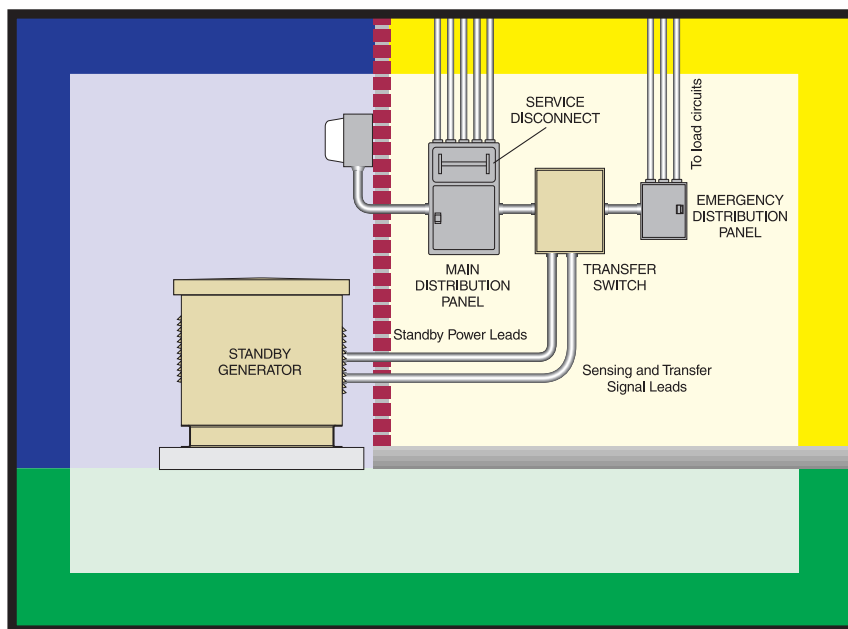 SERVICE
DISCONNECT
To load circuits
EMERGENCY
DISTRIBUTION
PANEL
MAIN
DISTRIBUTION
PANEL
TRANSFER
SWITCH
Standby Power Leads
STANDBY
GENERATOR
Sensing and Transfer
Signal Leads